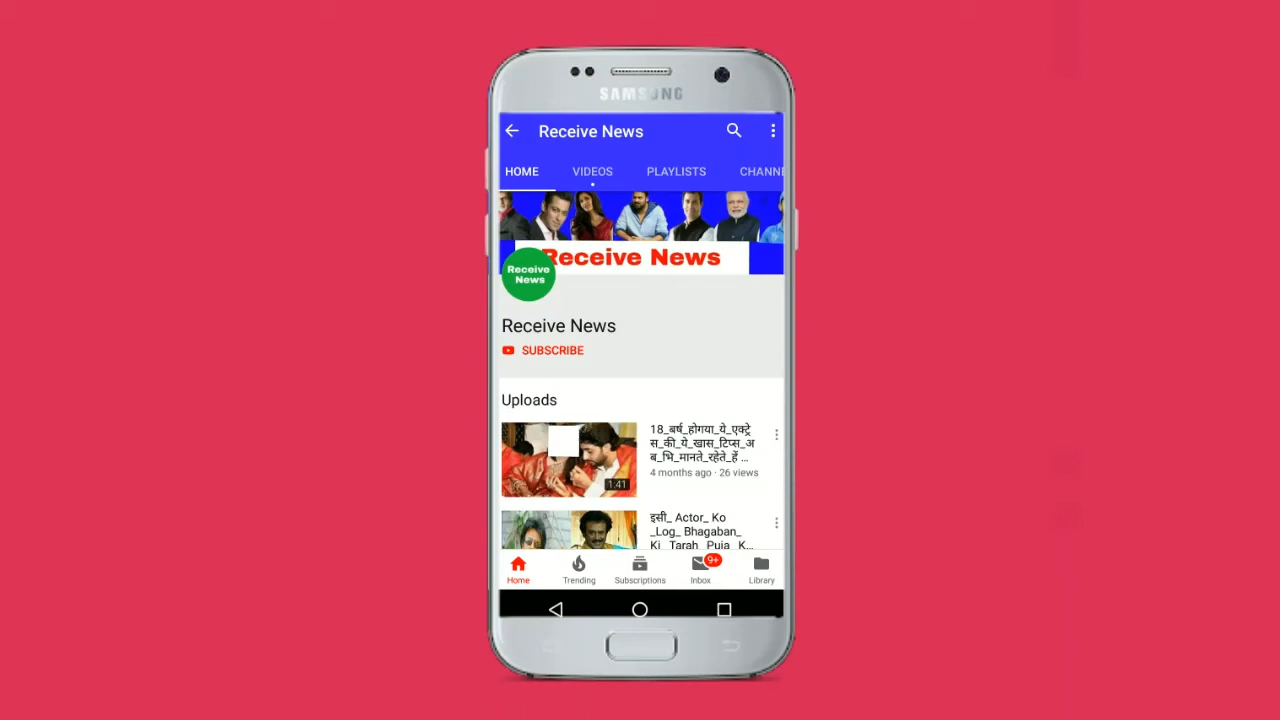 SAMSUNG
Receive News
HOME VIDEOS PLAYLISTS CHANNE
Receive News
Receive
News
Receive News
SUBSCRIBE
Uploads
18_बर्ष_होगया_ये_एक्ट्रे
स_की_ये_खास_टिप्स_अ
ब_भि_मानते_रहेते_हें ...
4 months ago · 26 views
1:41
इसी_ Actor_ Ko
_Log_ Bhagaban_
Ki_ Tarah_ Puja_ K...
Home Trending Subscriptions Inbox Library
9+